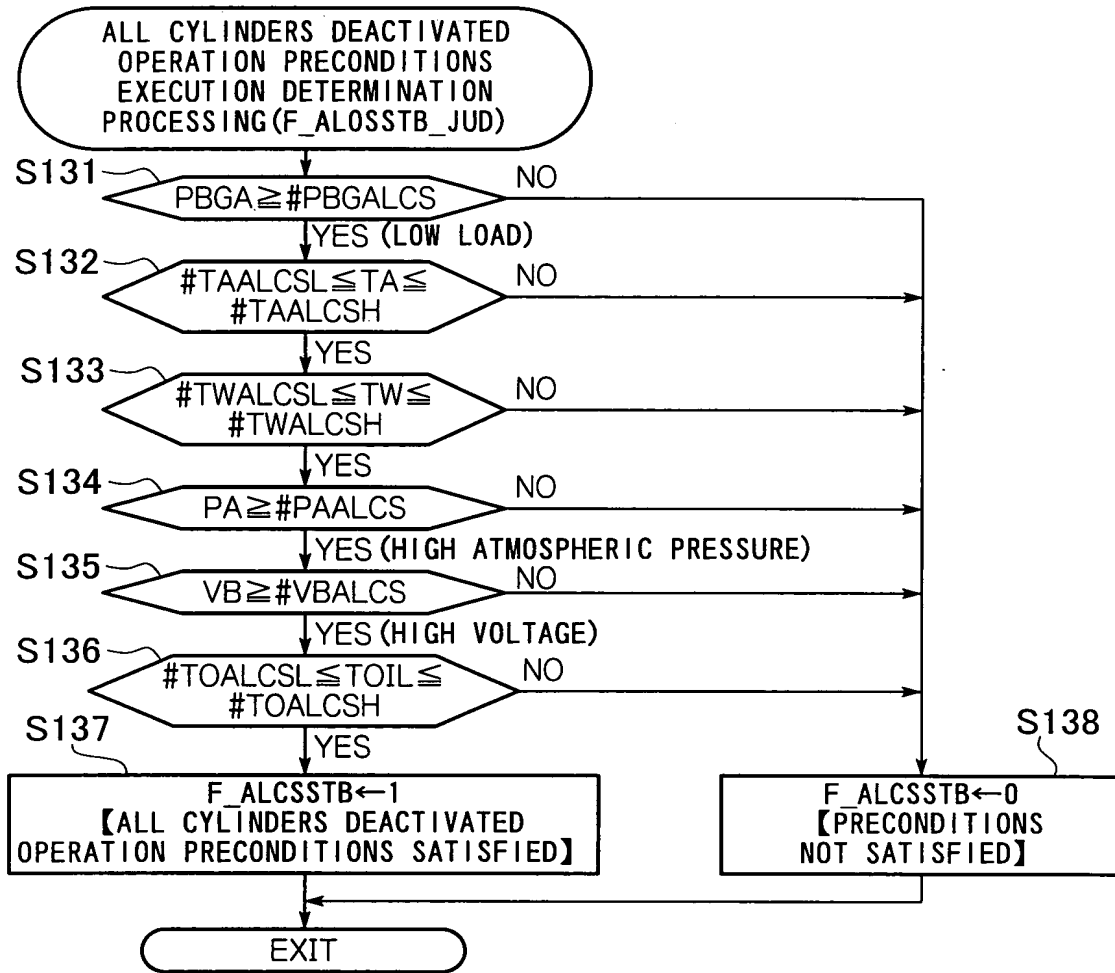 ALL CYLINDERS DEACTIVATED
OPERATION PRECONDITIONS
EXECUTION DETERMINATION
PROCESSING(F_ALOSSTB_JUD)
S131
PBGA≧#PBGALCS
NO
YES (LOW LOAD)
S132
#TAALCSL≦TA≦
#TAALCSH
NO
YES
S133
#TWALCSL≦TW≦
#TWALCSH
NO
YES
S134
PA≧#PAALCS
NO
YES (HIGH ATMOSPHERIC PRESSURE)
S135
VB≧#VBALCS
NO
YES (HIGH VOLTAGE)
S136
#TOALCSL≦TOIL≦
#TOALCSH
NO
YES
S137
F_ALCSSTB←1
【ALL CYLINDERS DEACTIVATED
OPERATION PRECONDITIONS SATISFIED】
S138
F_ALCSSTB←0
【PRECONDITIONS
NOT SATISFIED】
EXIT